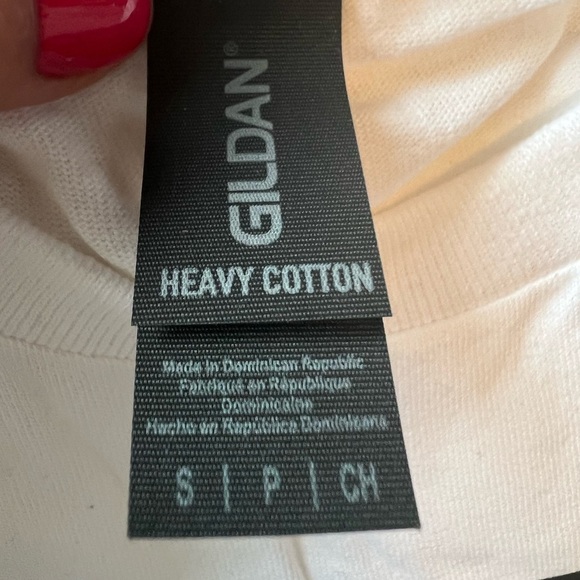 GILDAN®
HEAVY COTTON
Made in Dominican Republic
Fabriqué en République
Dominicaine
Hecho en República Dominicana
S | P | CH